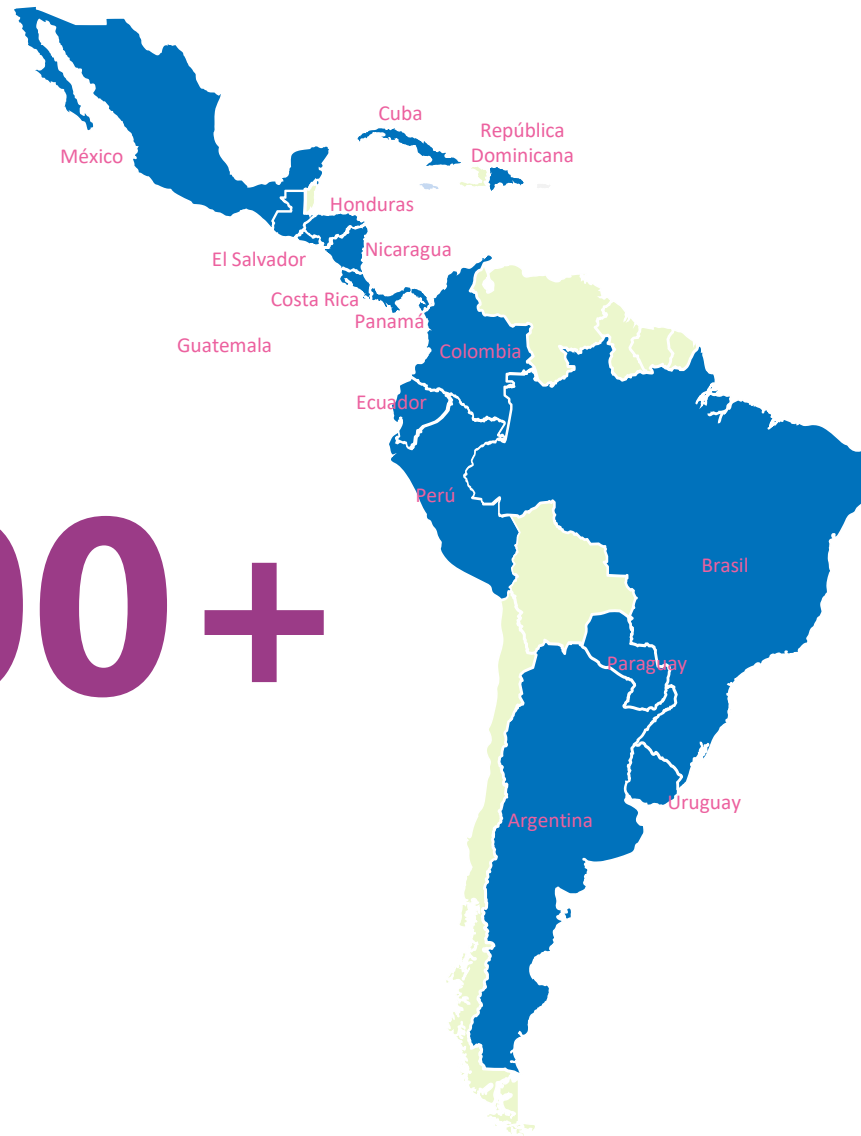 Cuba
República
Dominicana
México
Honduras
Nicaragua
El Salvador
Costa Rica
Panamá
Guatemala
Colombia
Ecuador
Perú
00+
Brasil
Paraguay
Uruguay
Argentina